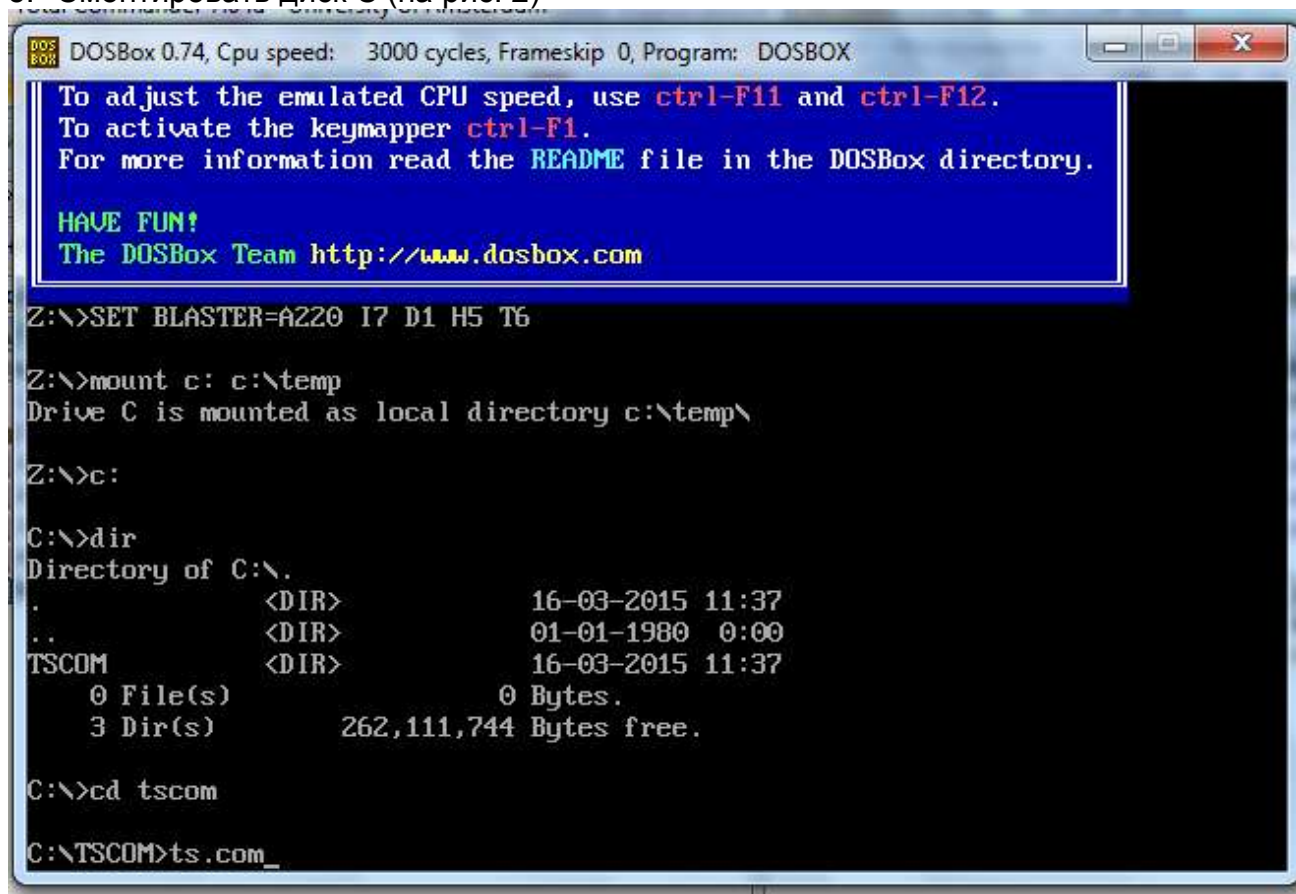 Смонтировать диск С (на рис. 2)
DOSBox 0.74, Cpu speed:    3000 cycles, Frameskip  0, Program:   DOSBOX
To adjust the emulated CPU speed, use ctrl-F11 and ctrl-F12.
To activate the keymapper ctrl-F1.
For more information read the README file in the DOSBox directory.
HAVE FUN!
The DOSBox Team http://www.dosbox.com
Z:\>SET BLASTER=A220 I7 D1 H5 T6
Z:\>mount c: c:\temp
Drive C is mounted as local directory c:\temp\
Z:\>c:
C:\>dir
Directory of C:\.
.              <DIR>            16-03-2015 11:37
..             <DIR>            01-01-1980  0:00
TSCOM          <DIR>            16-03-2015 11:37
    0 File(s)                 0 Bytes.
    3 Dir(s)        262,111,744 Bytes free.
C:\>cd tscom
C:\TSCOM>ts.com_